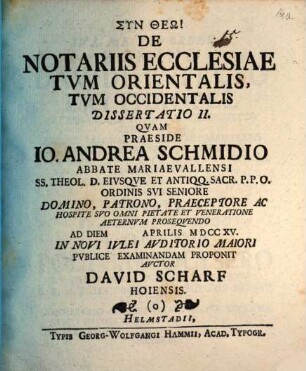 ΣΥΝ ΘΕΩ!
DE
NOTARIIS ECCLESIAE
TVM ORIENTALIS,
TVM OCCIDENTALIS
DISSERTATIO II.
QVAM
PRAESIDE
IO. ANDREA SCHMIDIO
ABBATE MARIAEVALLENSI
SS. THEOL. D. EIVSQVE ET ANTIQQ. SACR. P. P. O.
ORDINIS SVI SENIORE
DOMINO, PATRONO, PRAECEPTORE AC
HOSPITE SVO OMNI PIETATE ET VENERATIONE
AETERNVM PROSEQVENDO
AD DIEM APRILIS MDCCXV.
IN NOVI IVLEI AVDITORIO MAIORI
PVBLICE EXAMINANDAM PROPONIT
AVCTOR
DAVID SCHARF
HOIENSIS.
(o)
HELMSTADII,
TYPIS GEORG-WOLFGANGI HAMMII, ACAD. TYPOGR.